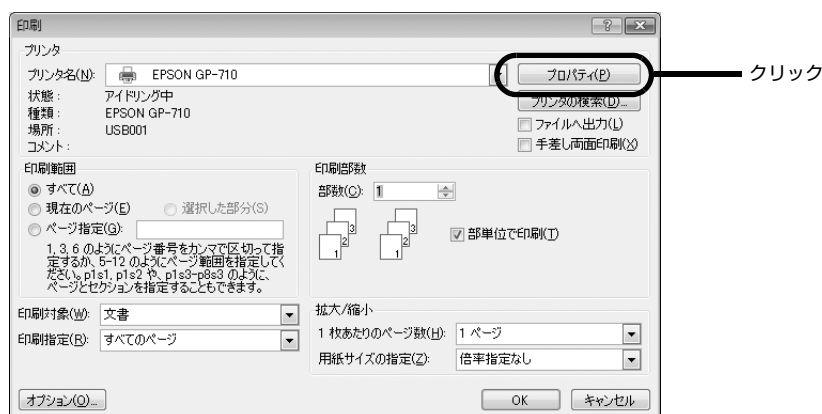 印刷
プリンタ
プリンタ名(N): EPSON GP-710 プロパティ(P) クリック
状態： アイドリング中 プリンタの検索(D)...
種類： EPSON GP-710
場所： USB001 ファイルへ出力(L)
コメント： 手差し両面印刷(X)
印刷範囲
すべて(A)
現在のページ(E) 選択した部分(S)
ページ指定(G):
1, 3, 6 のようにページ番号をカンマで区切って指
定するか、5-12 のようにページ範囲を指定してく
ださい。p1s1, p1s2 や、p1s3-p8s3 のように、
ページとセクションを指定することもできます。
印刷部数
部数(C): 1
1 2 3 1 2 3 部単位で印刷(T)
印刷対象(W): 文書
印刷指定(R): すべてのページ
拡大/縮小
1 枚あたりのページ数(H): 1 ページ
用紙サイズの指定(Z): 倍率指定なし
オプション(O)... OK キャンセル